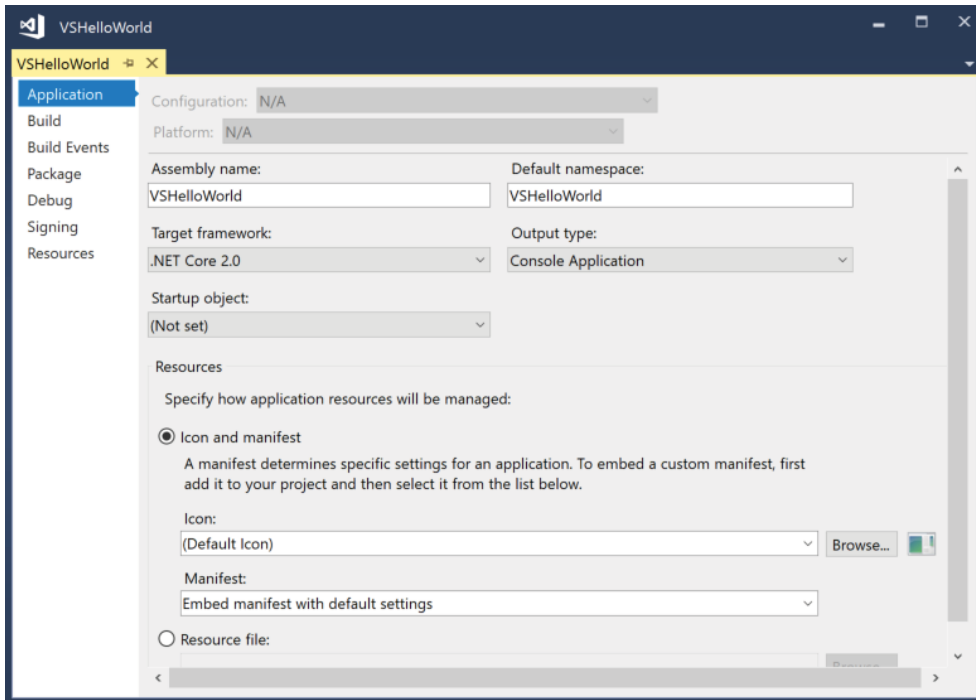 VSHelloWorld
VSHelloWorld
Application
Build
Build Events
Package
Debug
Signing
Resources
Configuration: N/A
Platform: N/A
Assembly name:
VSHelloWorld
Default namespace:
VSHelloWorld
Target framework:
.NET Core 2.0
Output type:
Console Application
Startup object:
(Not set)
Resources
Specify how application resources will be managed:
Icon and manifest
A manifest determines specific settings for an application. To embed a custom manifest, first
add it to your project and then select it from the list below.
Icon:
(Default Icon)
Browse...
Manifest:
Embed manifest with default settings
Resource file:
Browse...